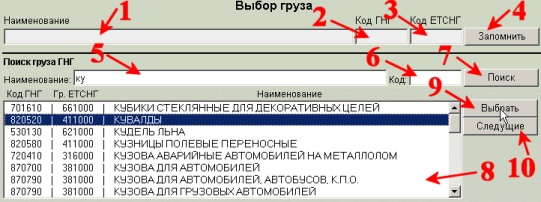 Выбор груза
1 2 3 4
Наименование Код ГНГ Код ЕТСНГ
Запомнить
5 6 7
Поиск груза ГНГ
Наименование: ку Код: Поиск
Код ГНГ Гр. ЕТСНГ Наименование 9
701610 | 661000 | КУБИКИ СТЕКЛЯННЫЕ ДЛЯ ДЕКОРАТИВНЫХ ЦЕЛЕЙ Выбрать
820520 | 411000 | КУВАЛДЫ
530130 | 621000 | КУДЕЛЬ ЛЬНА Следущие
820580 | 411000 | КУЗНИЦЫ ПОЛЕВЫЕ ПЕРЕНОСНЫЕ
720410 | 316000 | КУЗОВА АВАРИЙНЫЕ АВТОМОБИЛЕЙ НА МЕТАЛЛОЛОМ
870700 | 381000 | КУЗОВА ДЛЯ АВТОМОБИЛЕЙ 8 10
870790 | 381000 | КУЗОВА ДЛЯ АВТОМОБИЛЕЙ, АВТОБУСОВ, К.П.О.
870790 | 381000 | КУЗОВА ДЛЯ ГРУЗОВЫХ АВТОМОБИЛЕЙ